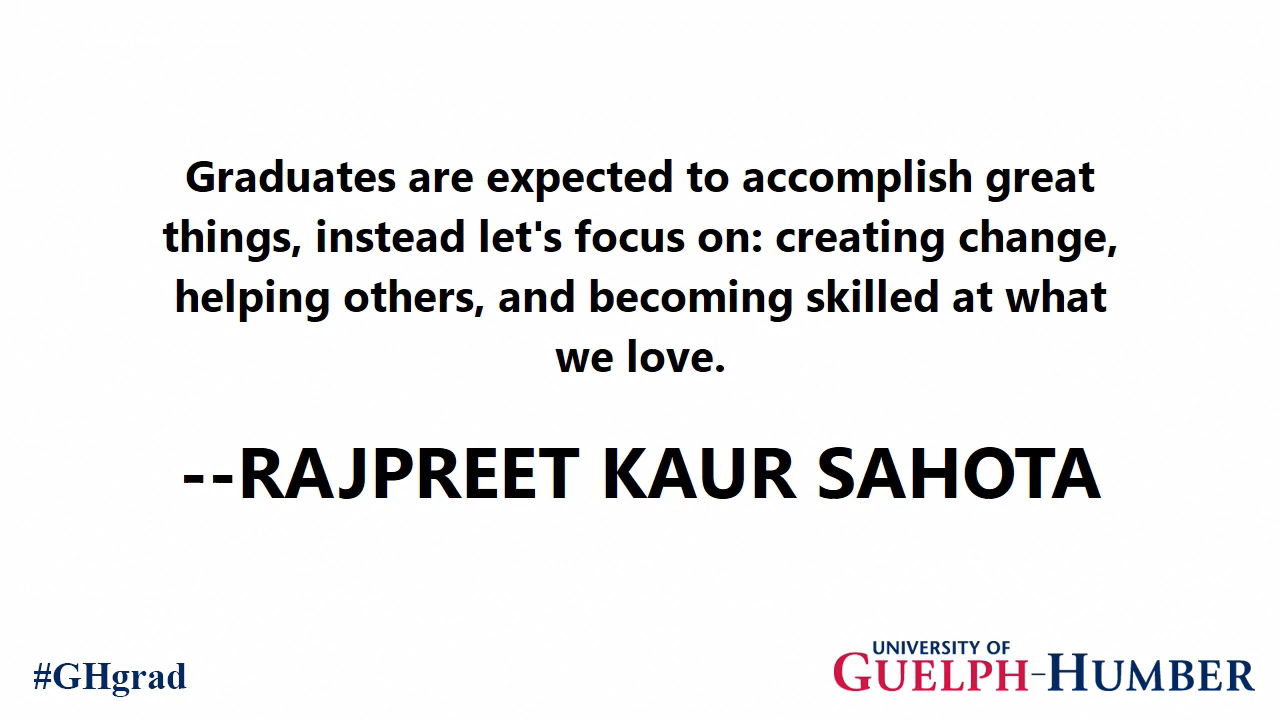 Graduates are expected to accomplish great
things, instead let's focus on: creating change,
helping others, and becoming skilled at what
we love.
--RAJPREET KAUR SAHOTA
#GHgrad
UNIVERSITY OF
GUELPH-HUMBER